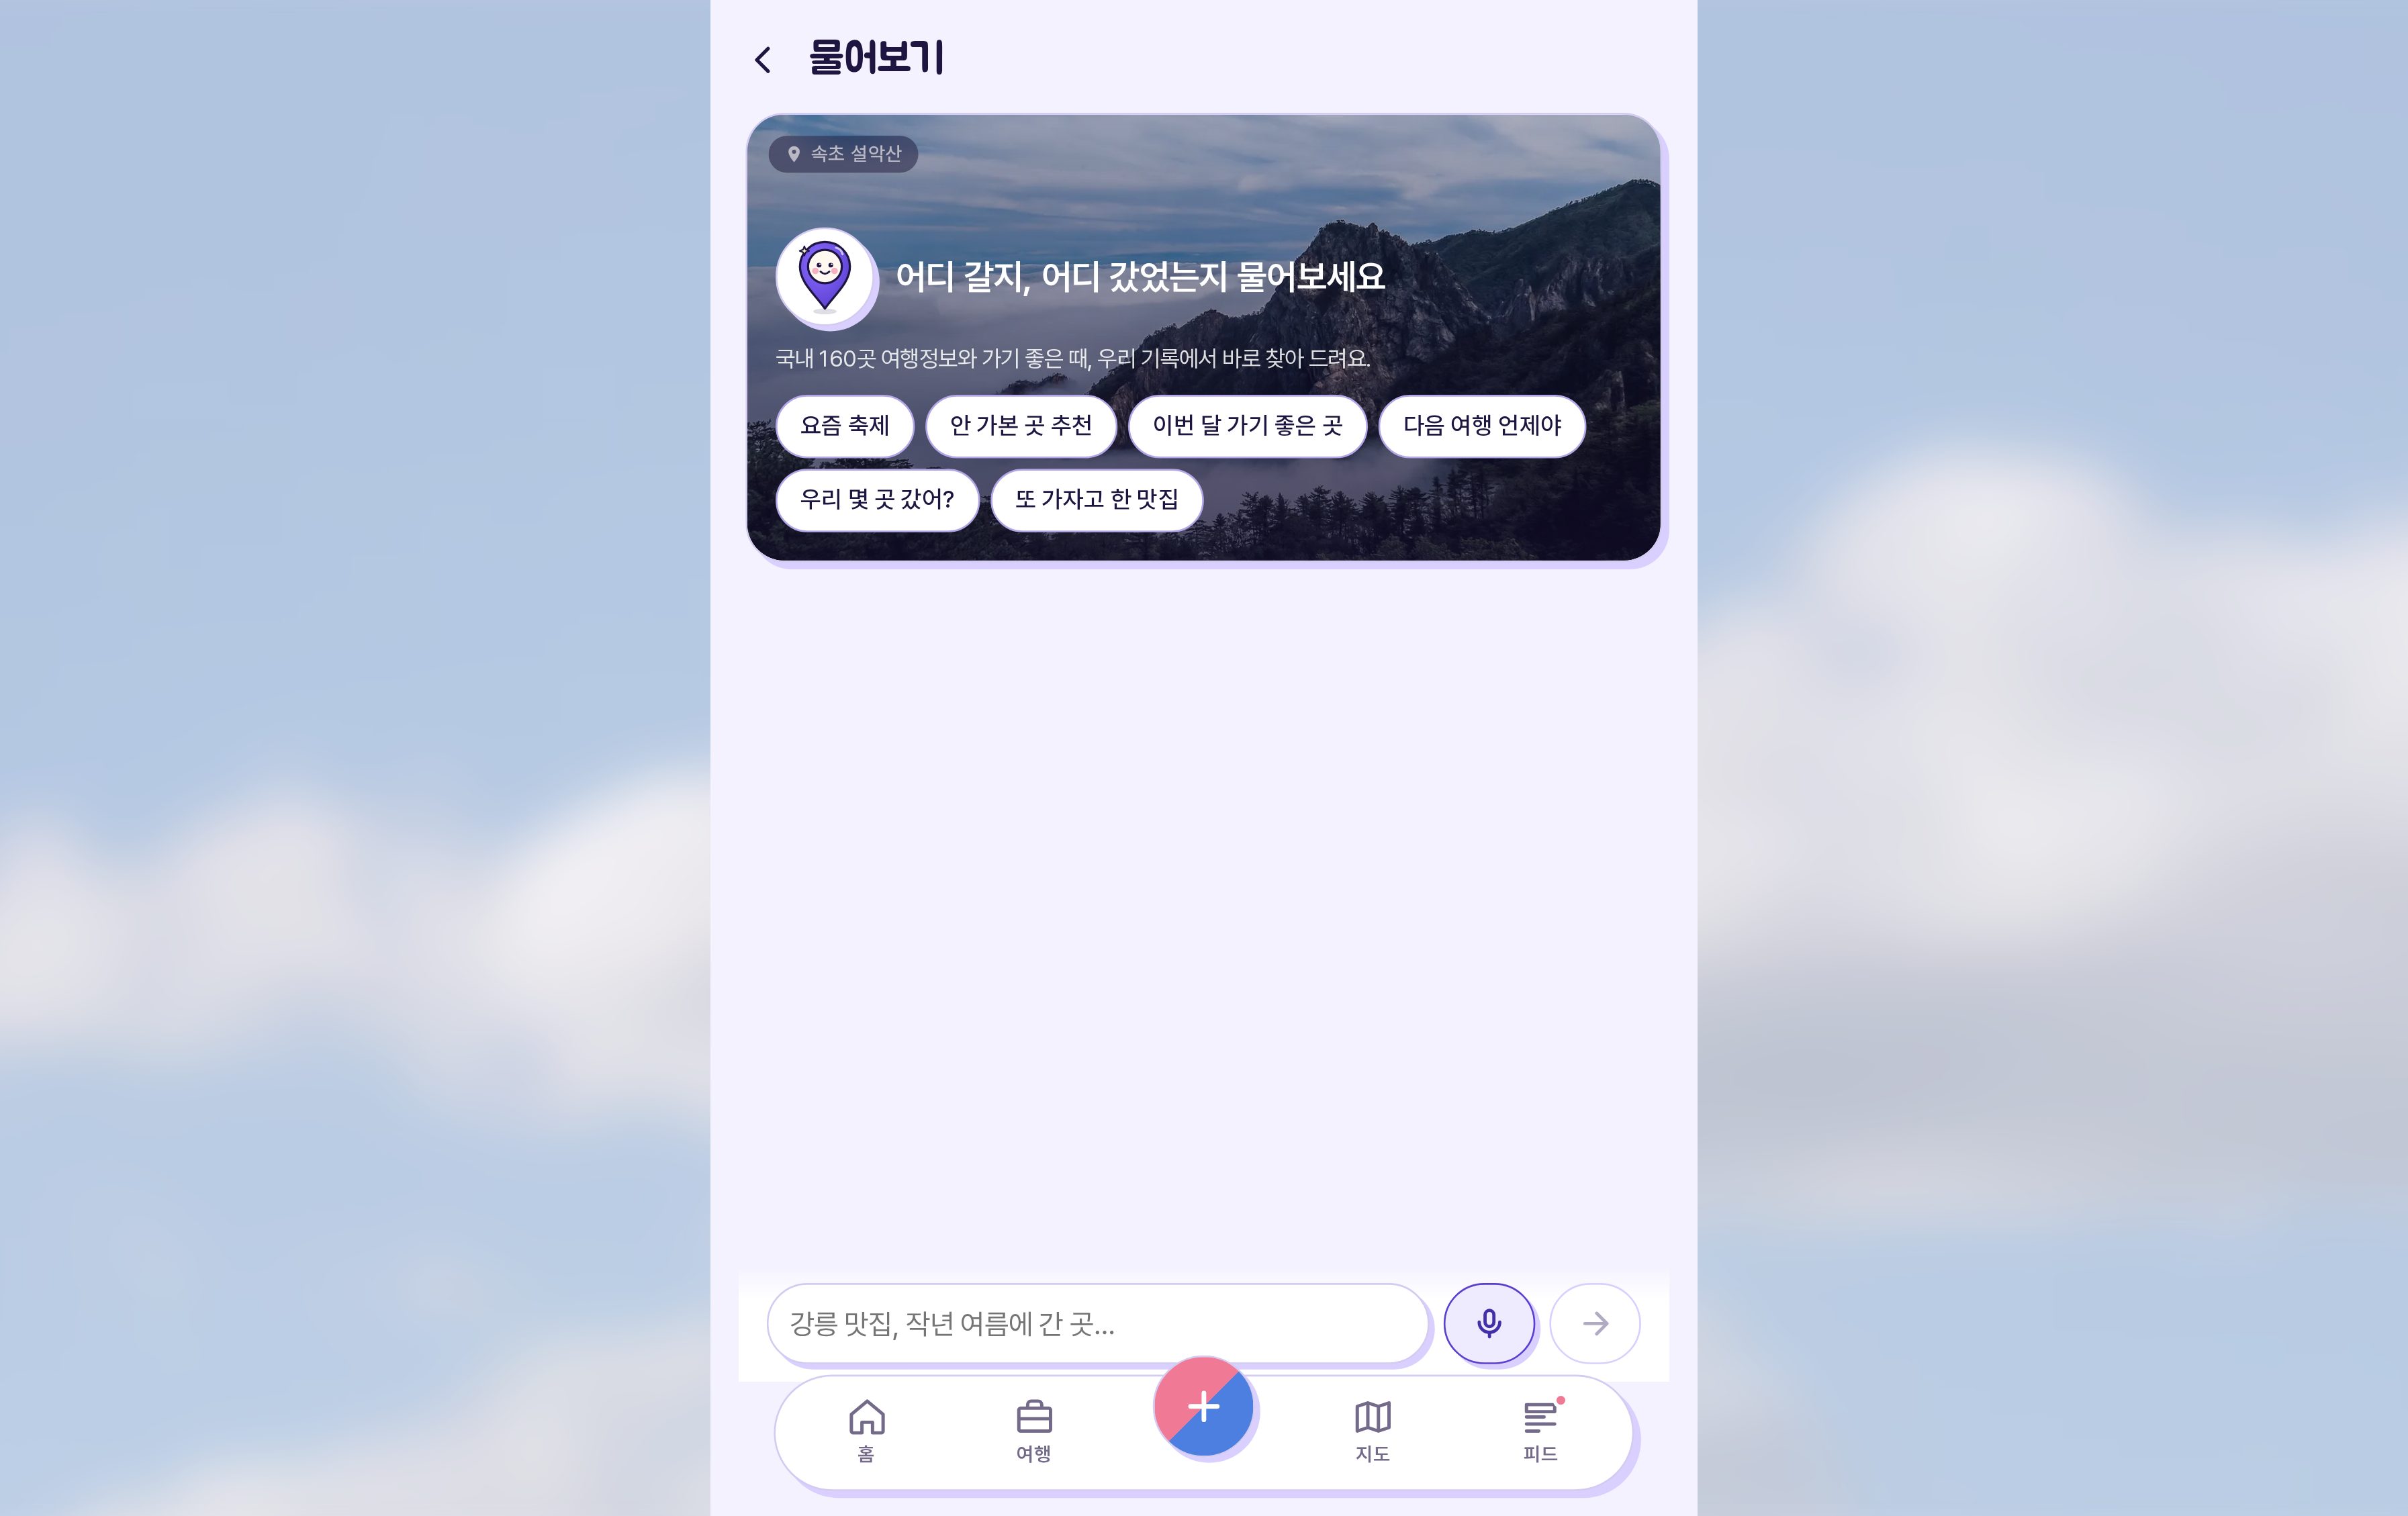 물어보기
속초 설악산
어디 갈지, 어디 갔었는지 물어보세요
국내 160곳 여행정보와 가기 좋은 때, 우리 기록에서 바로 찾아 드려요.
요즘 축제 안 가본 곳 추천 이번 달 가기 좋은 곳 다음 여행 언제야
우리 몇 곳 갔어? 또 가자고 한 맛집
강릉 맛집, 작년 여름에 간 곳...
홈 여행 지도 피드